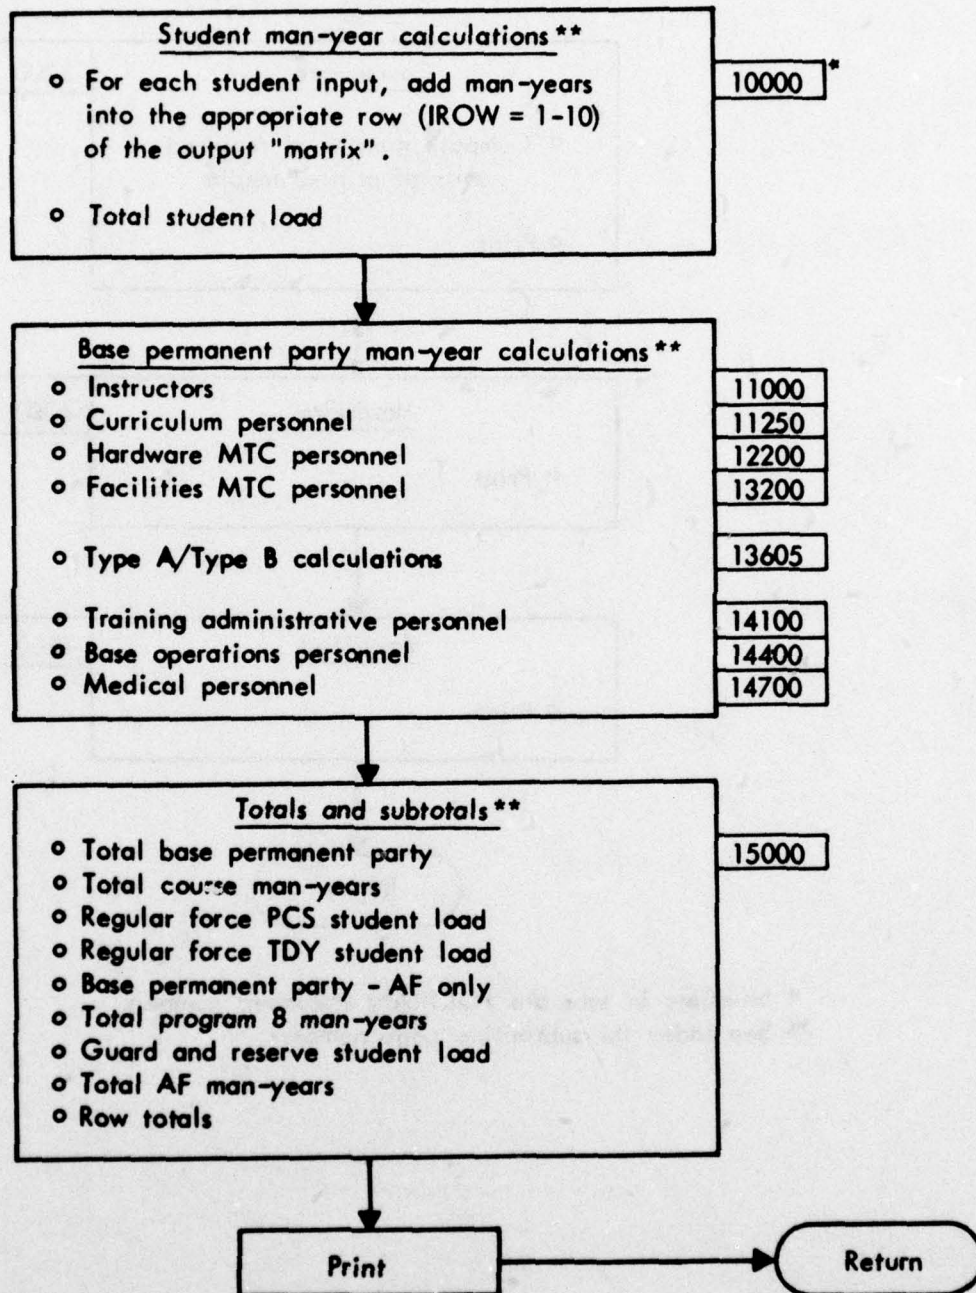 Student man-year calculations **
o For each student input, add man-years
into the appropriate row (IROW = 1-10)
of the output "matrix".
o Total student load
10000 *
Base permanent party man-year calculations **
o Instructors 11000
o Curriculum personnel 11250
o Hardware MTC personnel 12200
o Facilities MTC personnel 13200
o Type A/Type B calculations 13605
o Training administrative personnel 14100
o Base operations personnel 14400
o Medical personnel 14700
Totals and subtotals **
o Total base permanent party 15000
o Total course man-years
o Regular force PCS student load
o Regular force TDY student load
o Base permanent party - AF only
o Total program 8 man-years
o Guard and reserve student load
o Total AF man-years
o Row totals
Print
Return